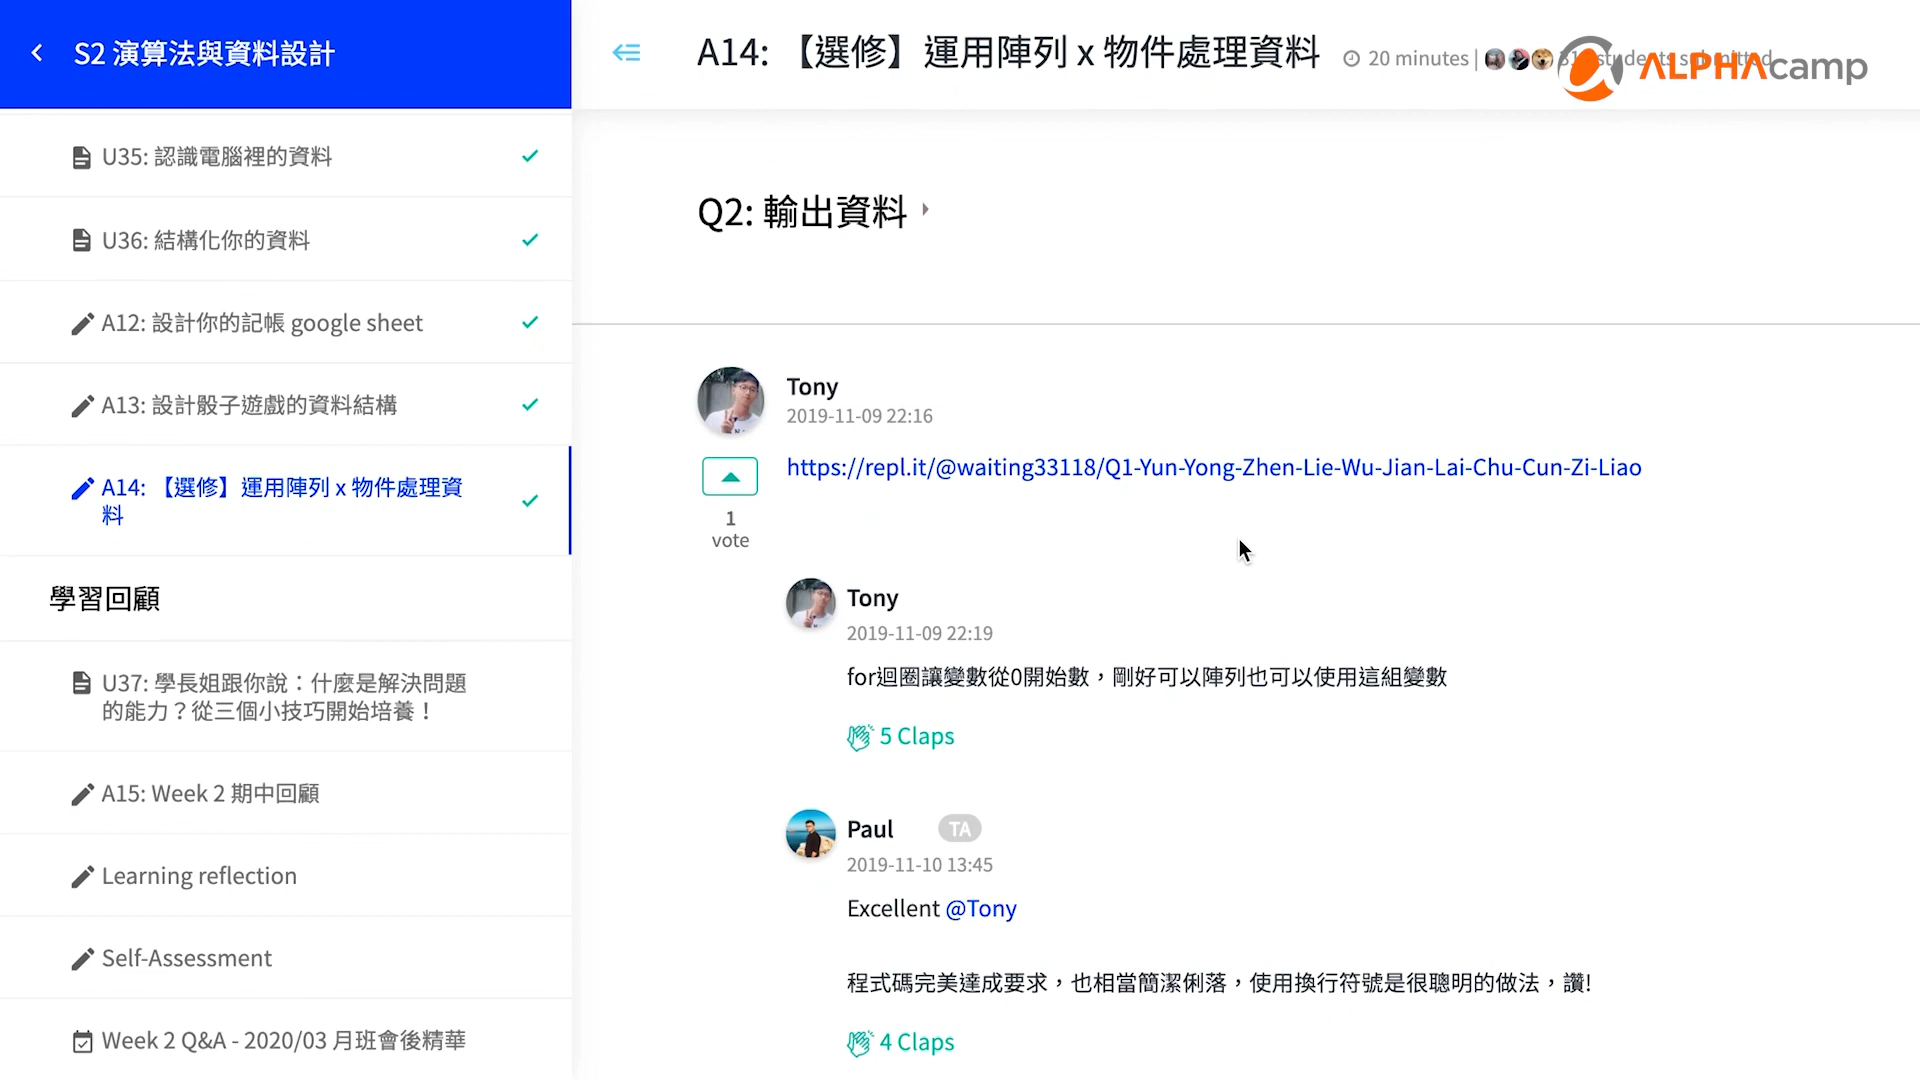 S2 演算法與資料設計
U35: 認識電腦裡的資料
U36: 結構化你的資料
A12: 設計你的記帳 google sheet
A13: 設計骰子遊戲的資料結構
A14: 【選修】運用陣列 x 物件處理資
料
學習回顧
U37: 學長姐跟你說：什麼是解決問題
的能力？從三個小技巧開始培養！
A15: Week 2 期中回顧
Learning reflection
Self-Assessment
Week 2 Q&A - 2020/03 月班會後精華
A14: 【選修】運用陣列 x 物件處理資料
20 minutes |
students submitted
ALPHAcamp
Q2: 輸出資料
Tony
2019-11-09 22:16
https://repl.it/@waiting33118/Q1-Yun-Yong-Zhen-Lie-Wu-Jian-Lai-Chu-Cun-Zi-Liao
1
vote
Tony
2019-11-09 22:19
for迴圈讓變數從0開始數，剛好可以陣列也可以使用這組變數
5 Claps
Paul TA
2019-11-10 13:45
Excellent @Tony
程式碼完美達成要求，也相當簡潔俐落，使用換行符號是很聰明的做法，讚!
4 Claps